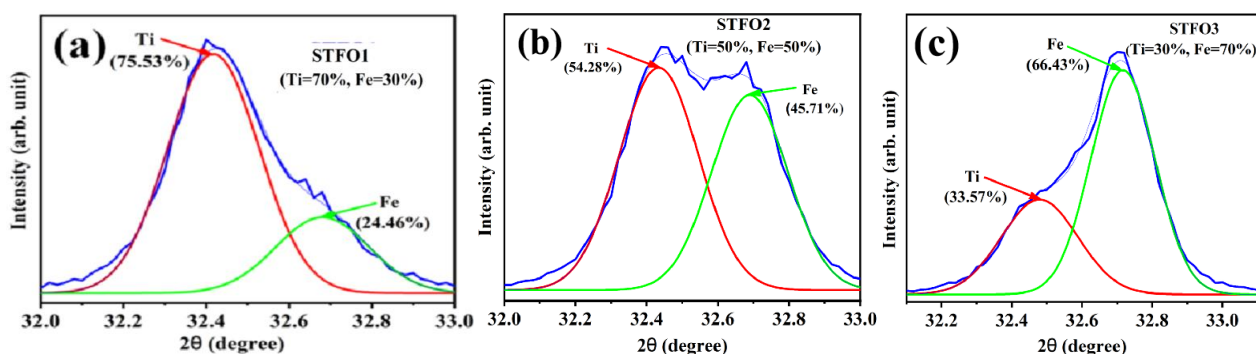 (a)
STFO1
(Ti=70%, Fe=30%)
Ti
(75.53%)
Fe
(24.46%)
Intensity (arb. unit)
32.0 32.2 32.4 32.6 32.8 33.0
2θ (degree)
(b)
STFO2
(Ti=50%, Fe=50%)
Ti
(54.28%)
Fe
(45.71%)
Intensity (arb. unit)
32.0 32.2 32.4 32.6 32.8 33.0
2θ (degree)
(c)
STFO3
(Ti=30%, Fe=70%)
Fe
(66.43%)
Ti
(33.57%)
Intensity (arb. unit)
32.2 32.4 32.6 32.8 33.0
2θ (degree)